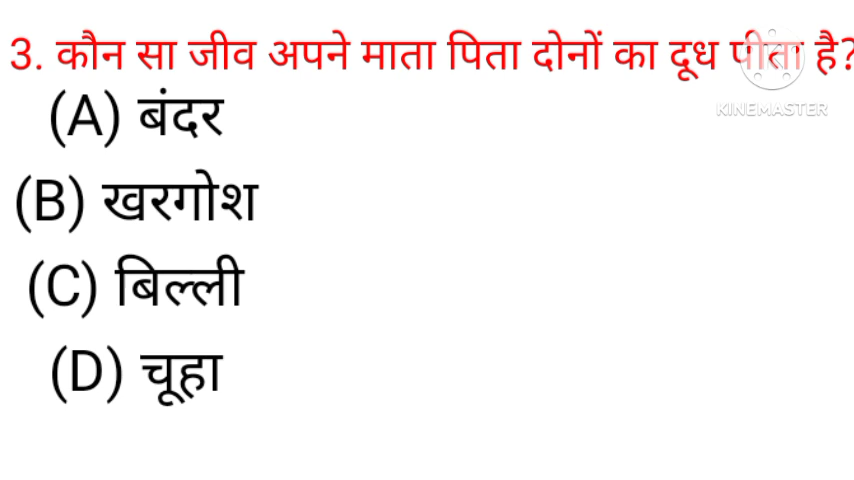 3. कौन सा जीव अपने माता पिता दोनों का दूध पीता है?
KINEMASTER
(A) बंदर
(B) खरगोश
(C) बिल्ली
(D) चूहा